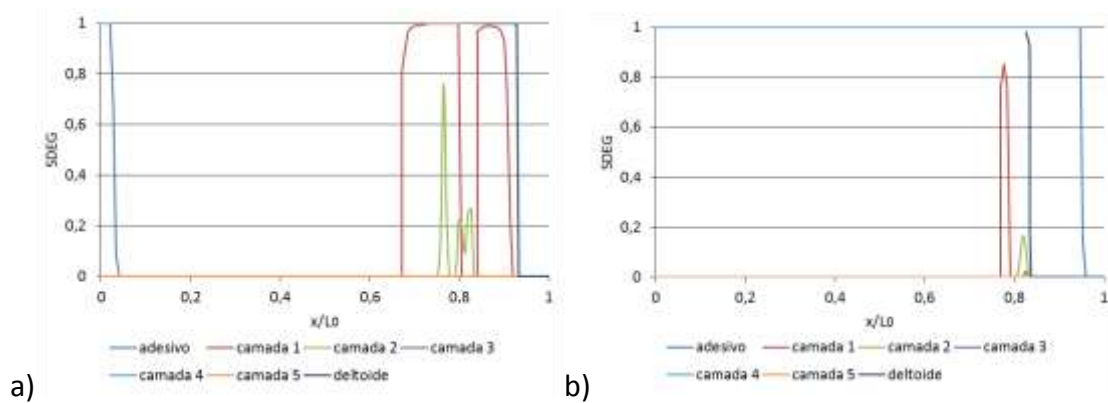 1
0,8
0,6
0,4
0,2
0
SDEG
0 0,2 0,4 0,6 0,8 1
x/L0
adesivo camada 1 camada 2 camada 3
camada 4 camada 5 deltoide
a)
1
0,8
0,6
0,4
0,2
0
SDEG
0 0,2 0,4 0,6 0,8 1
x/L0
adesivo camada 1 camada 2 camada 3
camada 4 camada 5 deltoide
b)